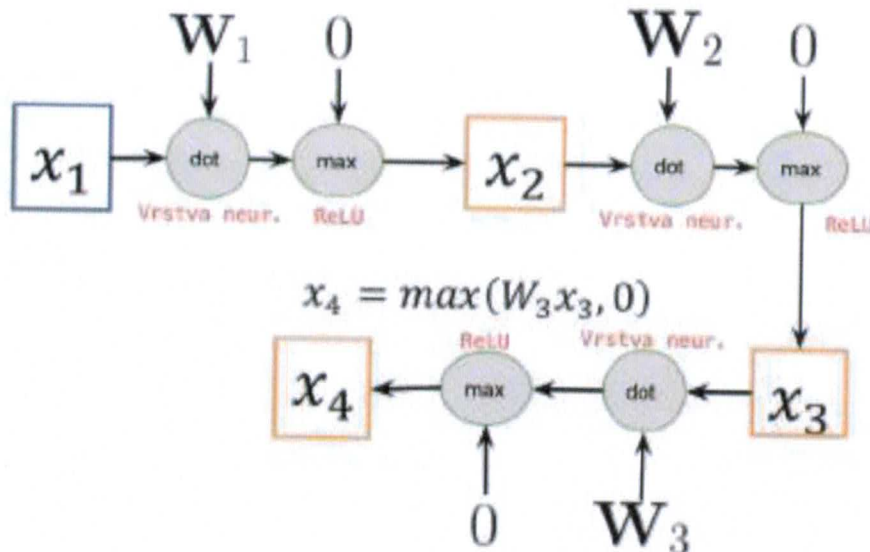 W₁ 0 W₂ 0
x₁ dot max x₂ dot max
Vrstva neur. ReLU Vrstva neur. ReLU
x₄ = max(W₃x₃, 0)
ReLU Vrstva neur.
x₄ max dot x₃
0 W₃